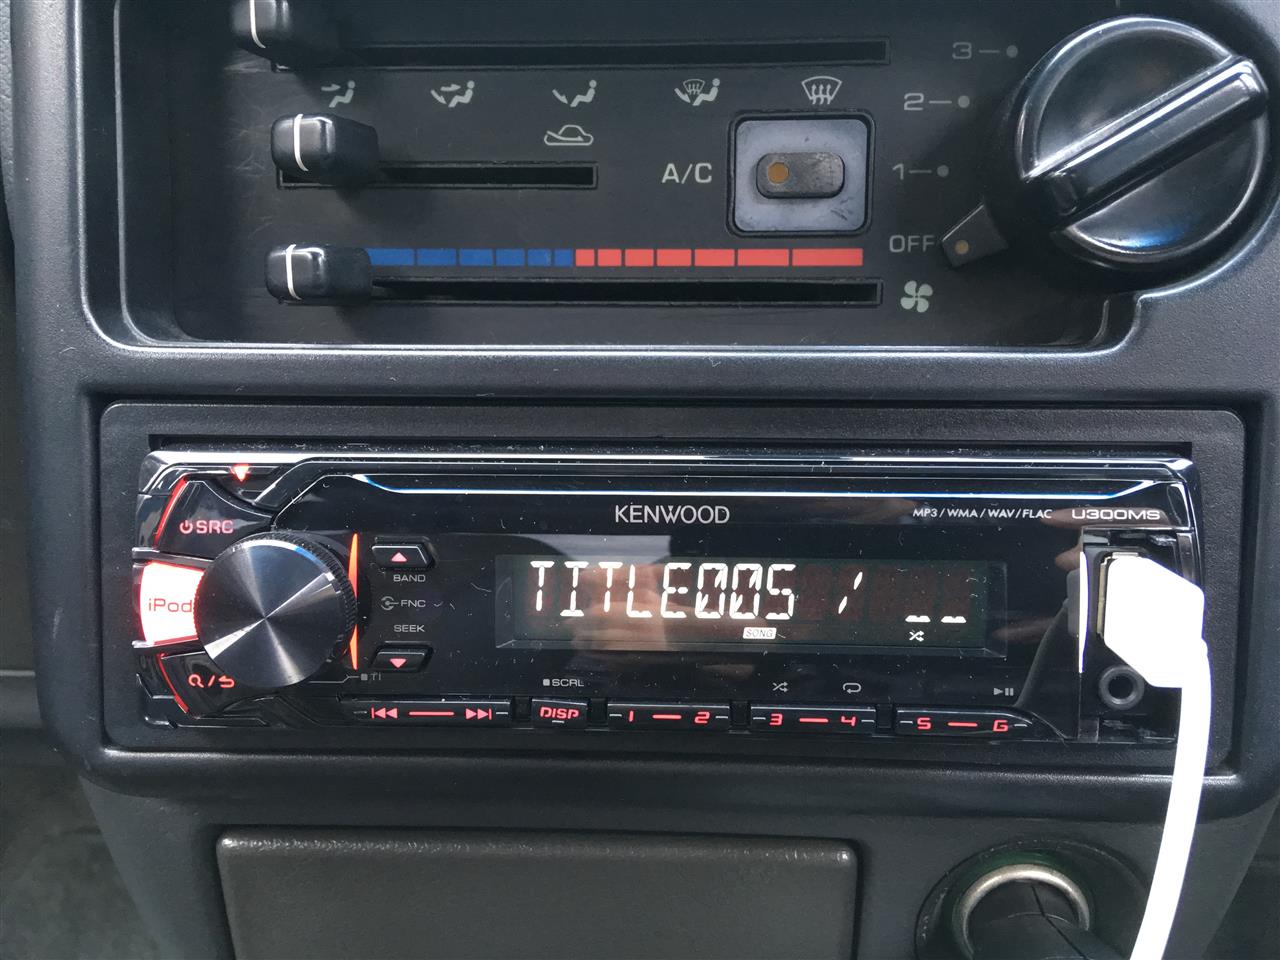 3
2
A/C
1
OFF
KENWOOD
MP3/WMA/WAV/FLAC U300MS
SRC
BAND
iPod
FNC
SEEK
TITLE005 / _ _
SONG
TI
SCRL
DISP
1 — 2
3 — 4
5 — 6